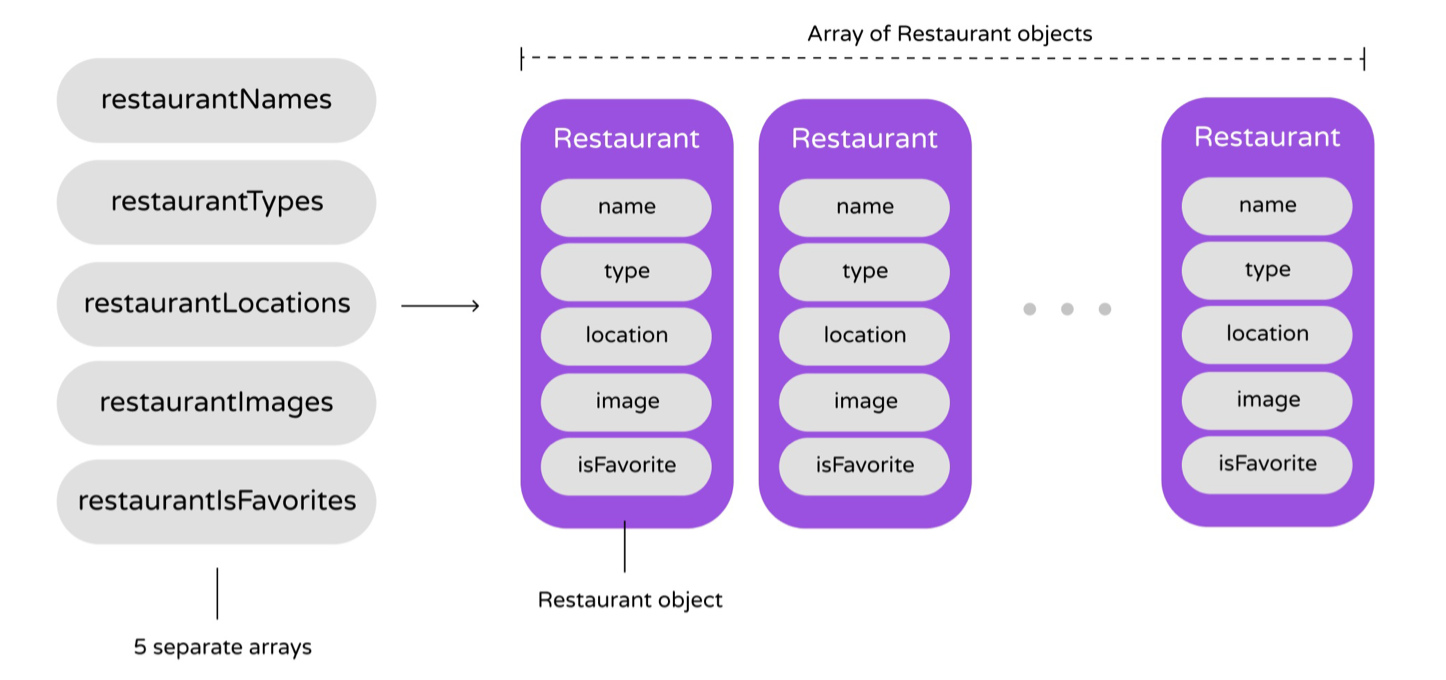 restaurantNames
restaurantTypes
restaurantLocations
restaurantImages
restaurantIsFavorites
5 separate arrays
Array of Restaurant objects
Restaurant
name
type
location
image
isFavorite
Restaurant object
Restaurant
name
type
location
image
isFavorite
Restaurant
name
type
location
image
isFavorite